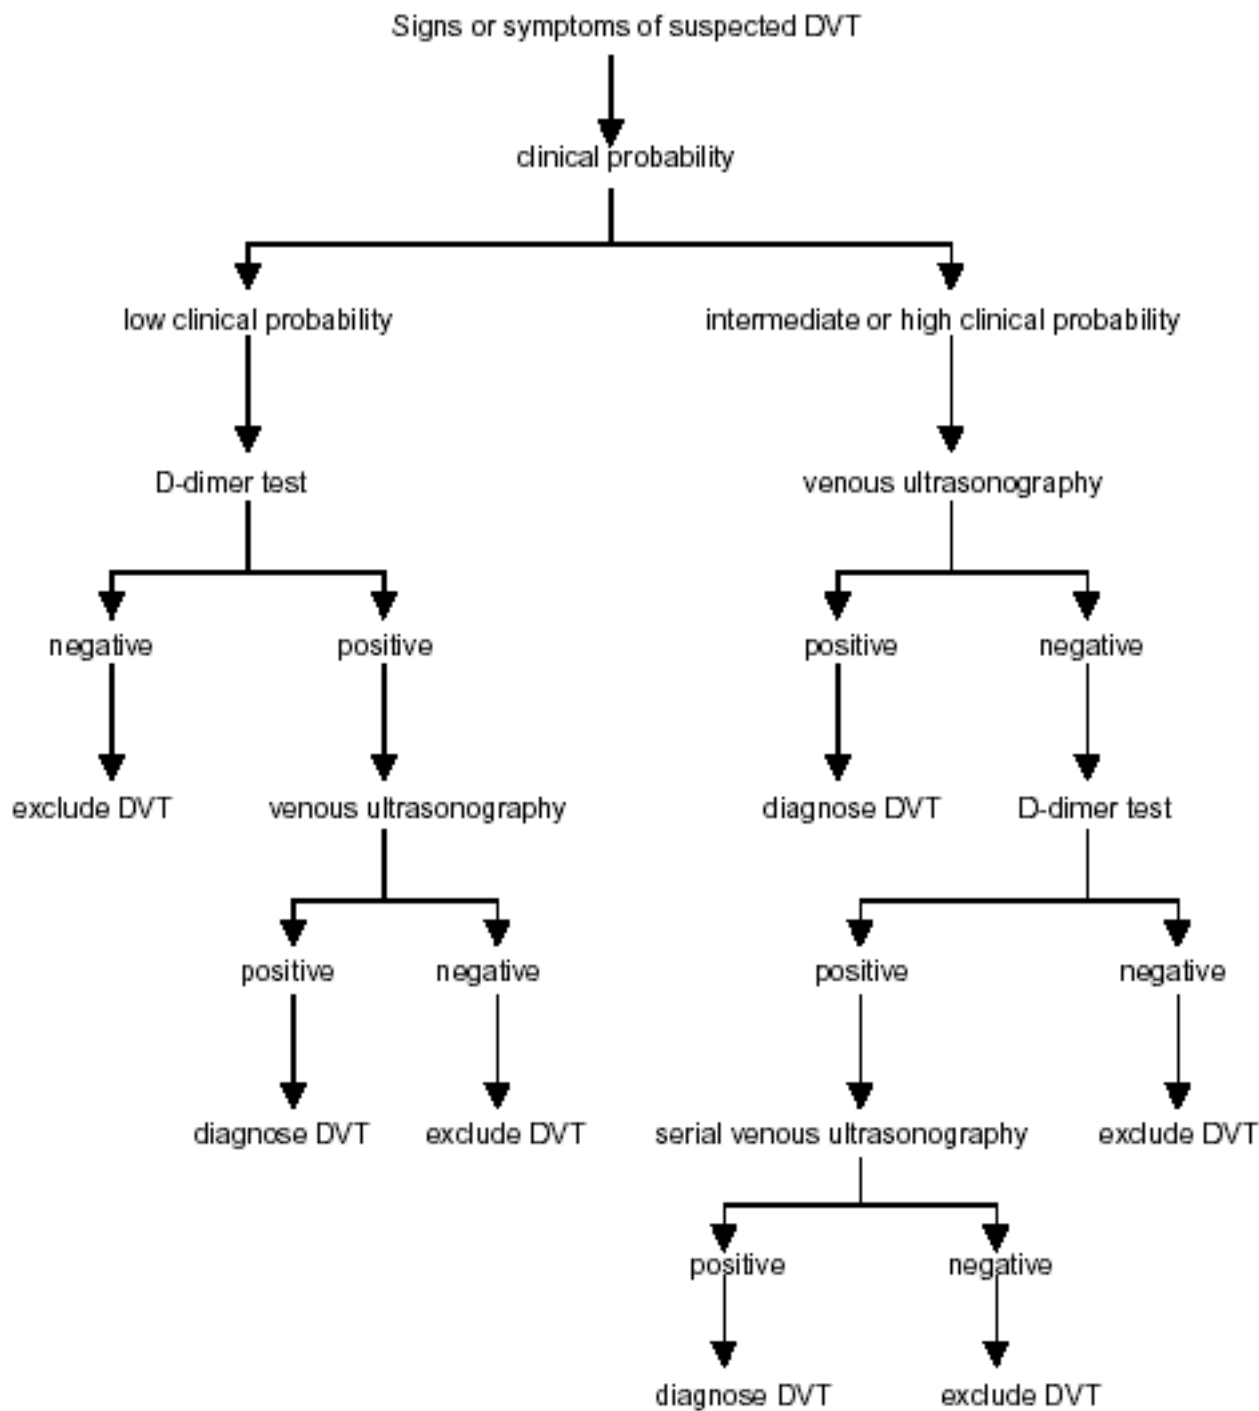 Signs or symptoms of suspected DVT
clinical probability
low clinical probability
intermediate or high clinical probability
D-dimer test
venous ultrasonography
negative
positive
positive
negative
exclude DVT
venous ultrasonography
diagnose DVT
D-dimer test
positive
negative
positive
negative
diagnose DVT
exclude DVT
serial venous ultrasonography
exclude DVT
positive
negative
diagnose DVT
exclude DVT